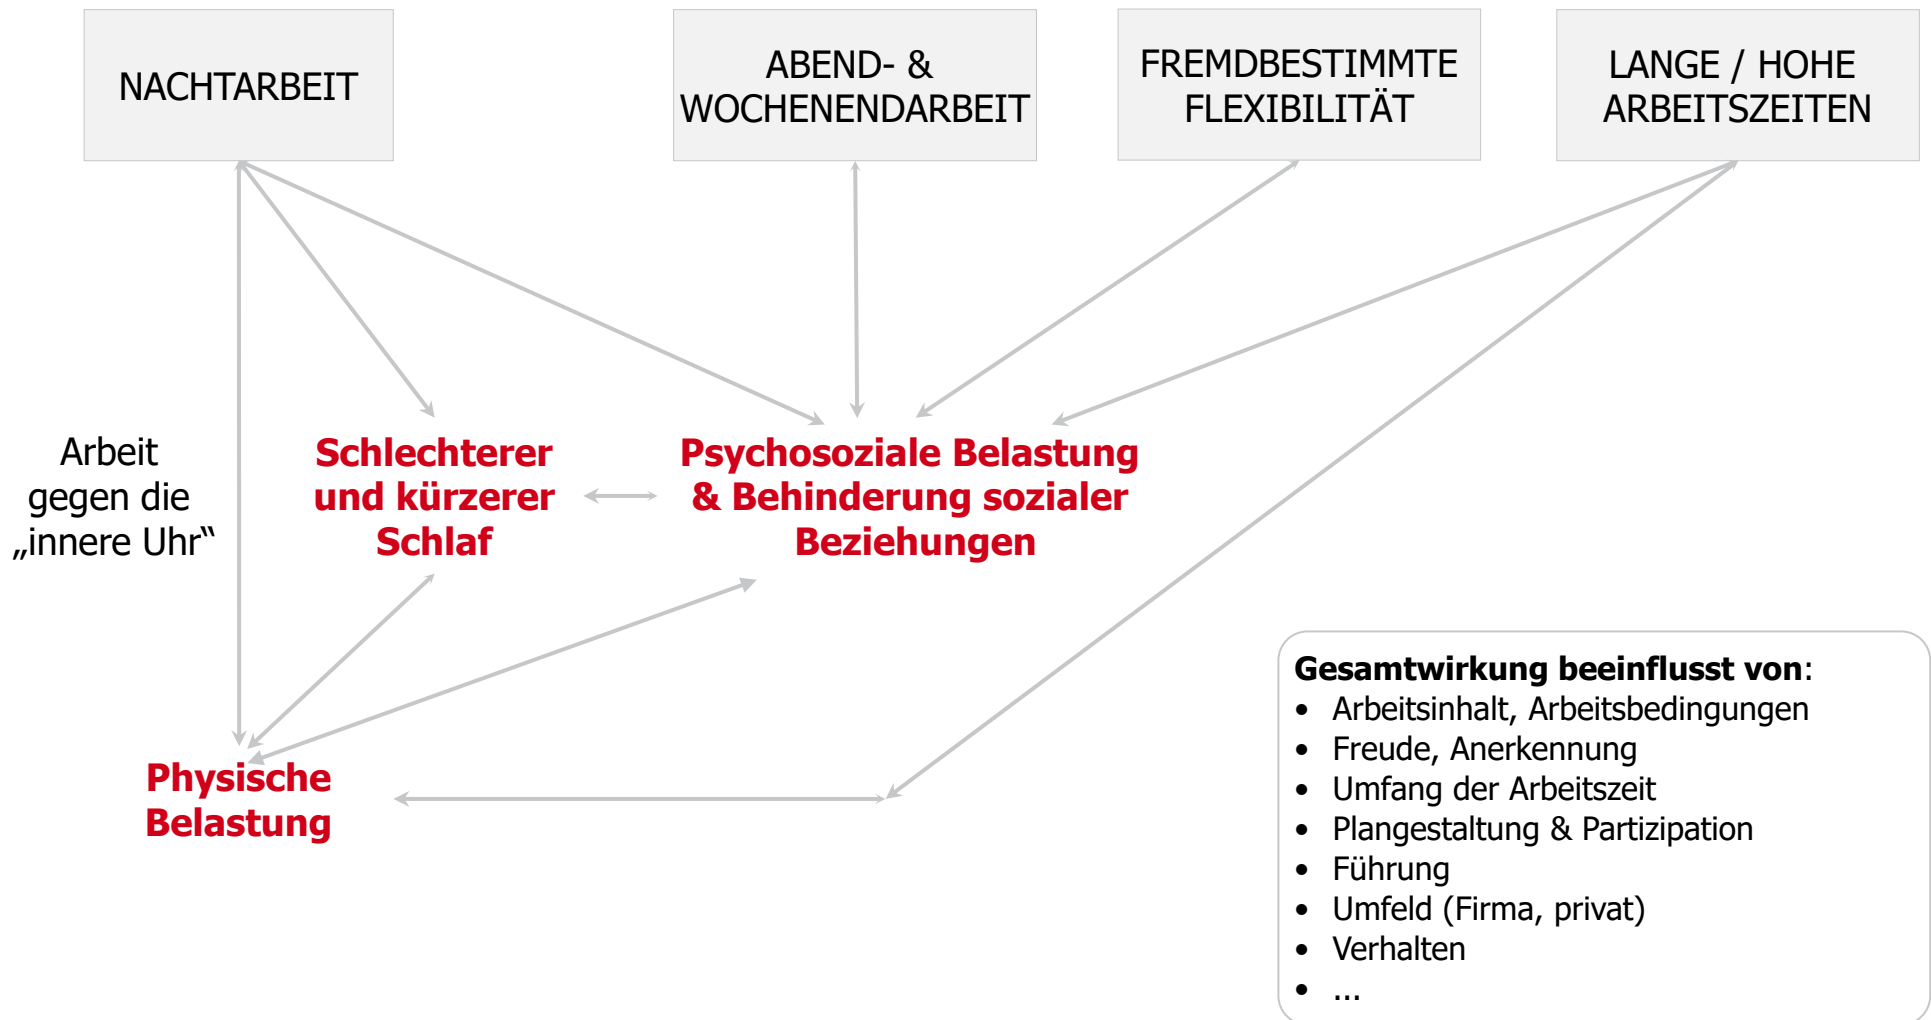 NACHTARBEIT
ABEND- &
WOCHENENDARBEIT
FREMDBESTIMMTE
FLEXIBILITÄT
LANGE / HOHE
ARBEITSZEITEN
Arbeit
gegen die
„innere Uhr“
Schlechterer
und kürzerer
Schlaf
Psychosoziale Belastung
& Behinderung sozialer
Beziehungen
Physische
Belastung
Gesamtwirkung beeinflusst von:
• Arbeitsinhalt, Arbeitsbedingungen
• Freude, Anerkennung
• Umfang der Arbeitszeit
• Plangestaltung & Partizipation
• Führung
• Umfeld (Firma, privat)
• Verhalten
• ...